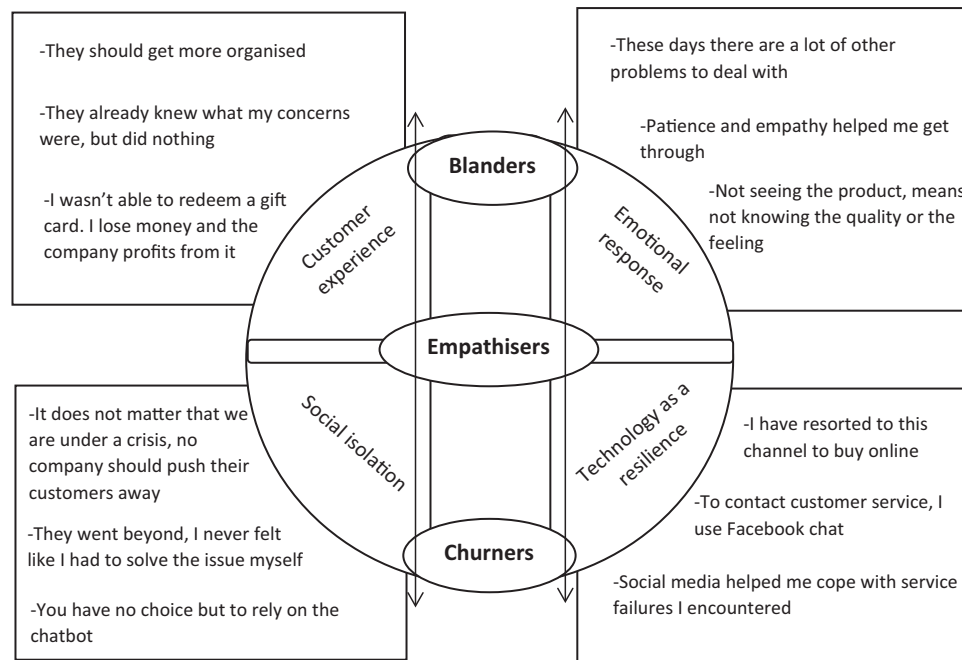 -They should get more organised
-They already knew what my concerns
were, but did nothing
-I wasn’t able to redeem a gift
card. I lose money and the
company profits from it
-These days there are a lot of other
problems to deal with
-Patience and empathy helped me get
through
-Not seeing the product, means
not knowing the quality or the
feeling
Blanders
Customer
experience
Emotional
response
Empathisers
Social isolation
Technology as a
resilience
Churners
-It does not matter that we
are under a crisis, no
company should push their
customers away
-They went beyond, I never felt
like I had to solve the issue myself
-You have no choice but to rely on the
chatbot
-I have resorted to this
channel to buy online
-To contact customer service, I
use Facebook chat
-Social media helped me cope with service
failures I encountered